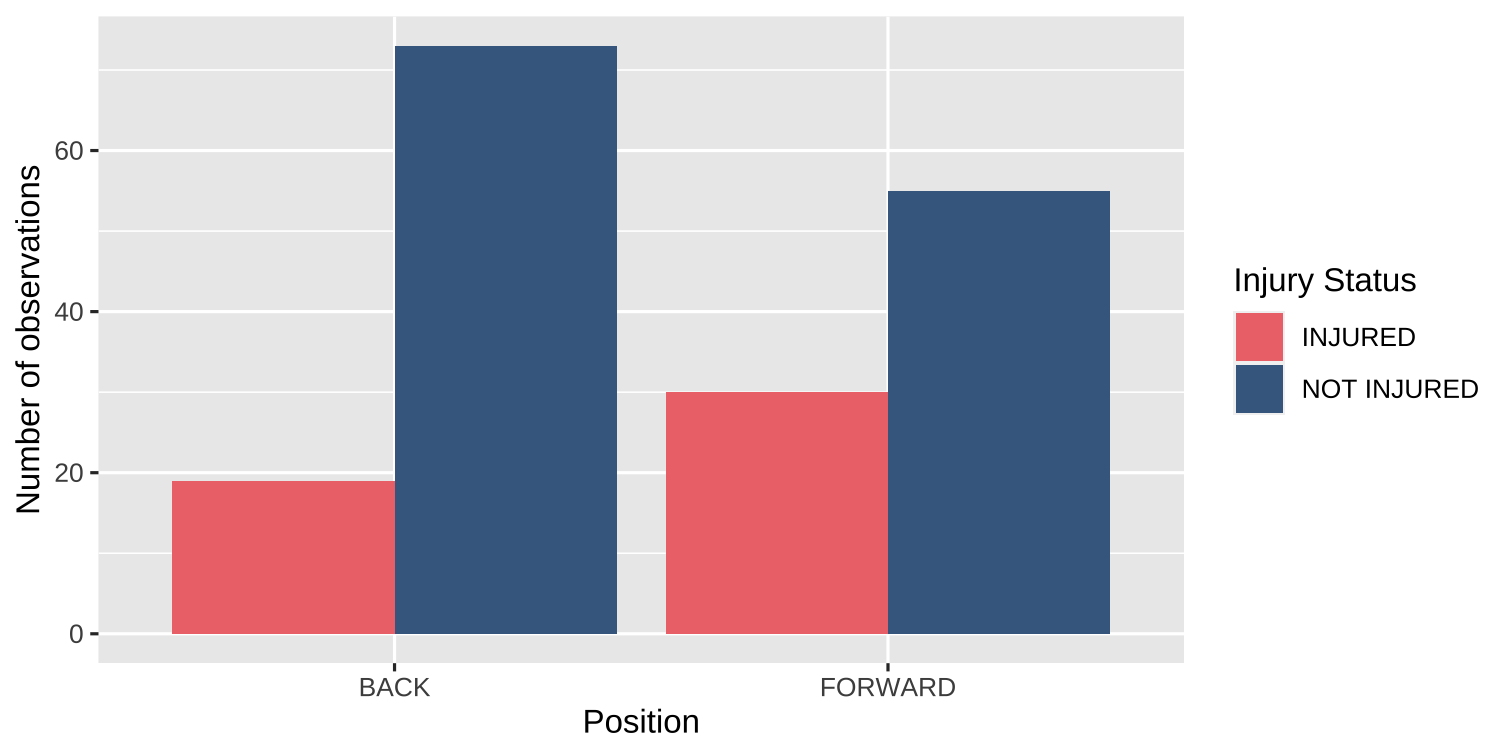 Number of observations
60
40
20
0
BACK
FORWARD
Position
Injury Status
INJURED
NOT INJURED